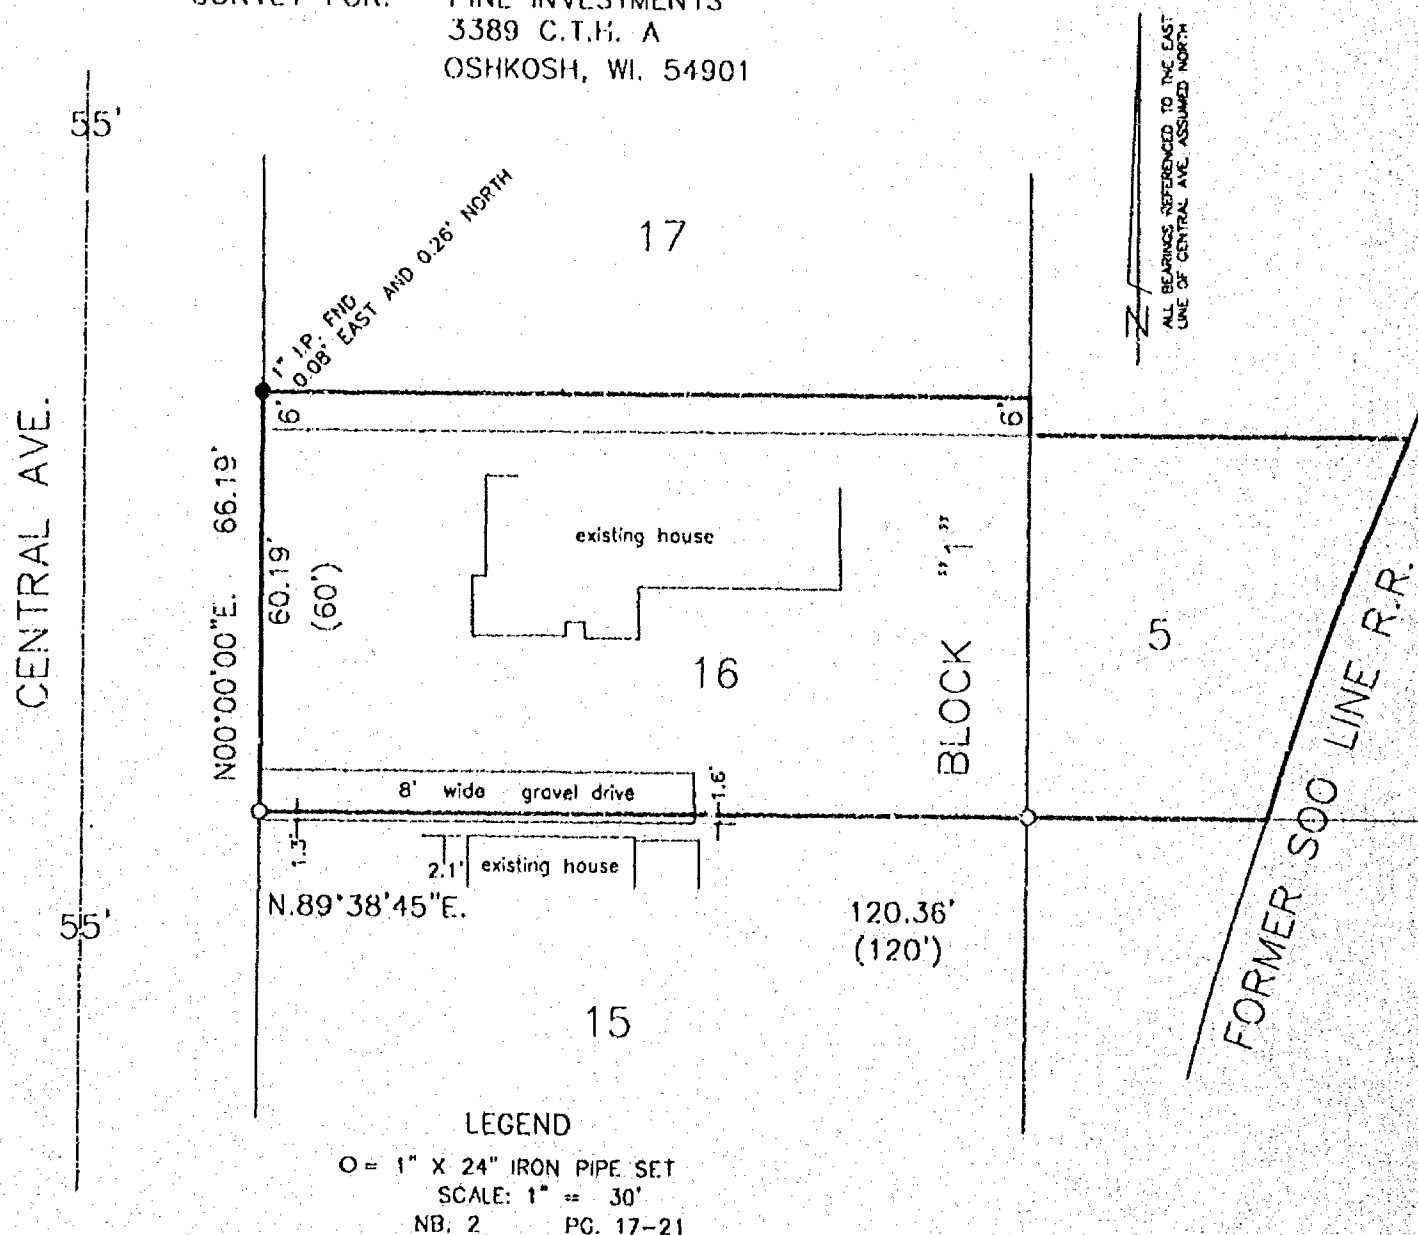 SURVEY FOR: PINE INVESTMENTS
3389 C.T.H. A
OSHKOSH, WI. 54901
ALL BEARINGS REFERENCED TO THE EAST
LINE OF CENTRAL AVE. ASSUMED NORTH
N
55'
17
1" I.P. FND
0.08' EAST AND 0.26' NORTH
6'
6'
CENTRAL AVE.
N00°00'00"E. 66.19'
60.19'
(60')
existing house
BLOCK "1"
16
5
FORMER SOO LINE R.R.
8' wide gravel drive
1.6'
1.3'
2.1'
existing house
N.89°38'45"E.
120.36'
(120')
55'
15
LEGEND
O = 1" X 24" IRON PIPE SET
SCALE: 1" = 30'
NB. 2 PG. 17-21